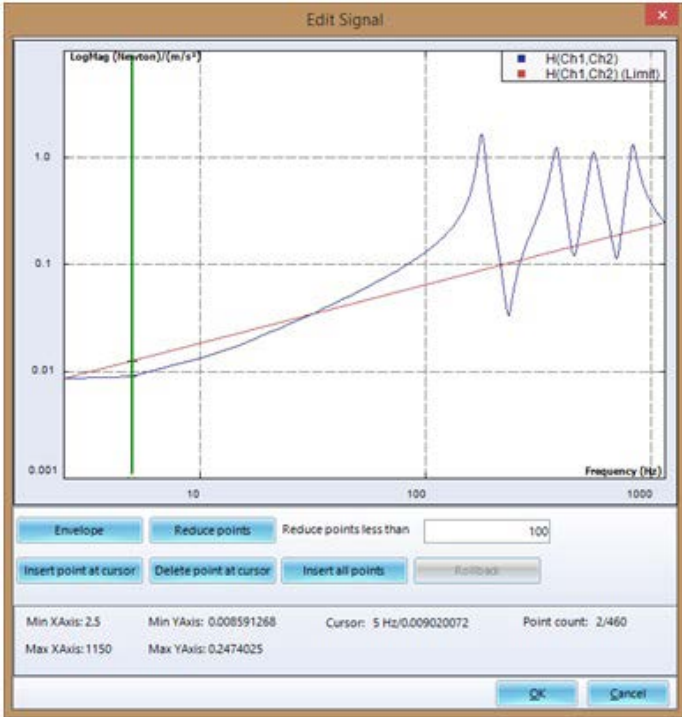 Edit Signal
LogMag (Newton)/(m/s²)
H(Ch1,Ch2)
H(Ch1,Ch2) (Limit)
1.0
0.1
0.01
0.001
Frequency (Hz)
10 100 1000
Envelope Reduce points Reduce points less than 100
Insert point at cursor Delete point at cursor Insert all points Rollback
Min XAxis: 2.5 Min YAxis: 0.008591268 Cursor: 5 Hz/0.009020072 Point count: 2/460
Max XAxis: 1150 Max YAxis: 0.2474025
OK Cancel